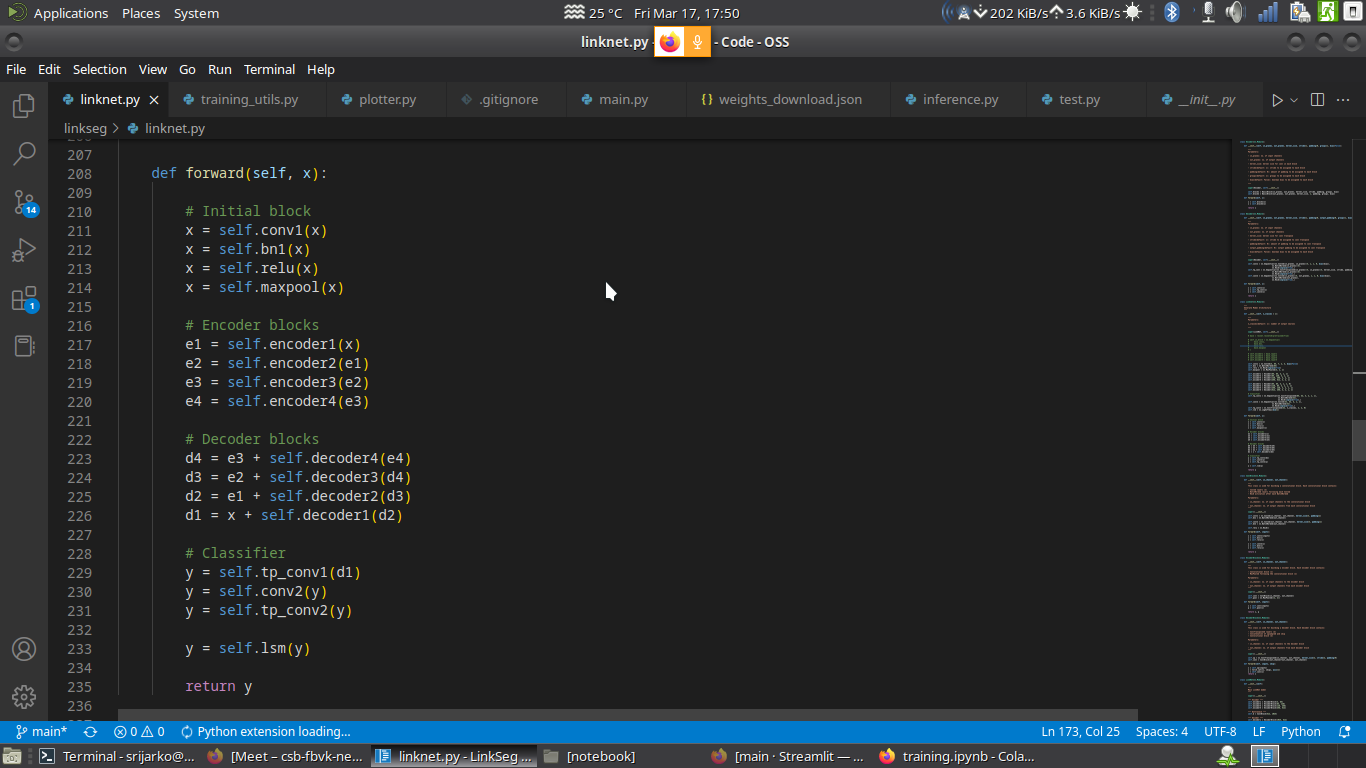 Applications Places System 25 °C Fri Mar 17, 17:50 202 KiB/s 3.6 KiB/s
linknet.py - Code - OSS
File Edit Selection View Go Run Terminal Help
linknet.py training_utils.py plotter.py .gitignore main.py {} weights_download.json inference.py test.py __init__.py ...
linkseg > linknet.py
207
208 def forward(self, x):
209
210 # Initial block
211 x = self.conv1(x)
212 x = self.bn1(x)
213 x = self.relu(x)
214 x = self.maxpool(x)
215
216 # Encoder blocks
217 e1 = self.encoder1(x)
218 e2 = self.encoder2(e1)
219 e3 = self.encoder3(e2)
220 e4 = self.encoder4(e3)
221
222 # Decoder blocks
223 d4 = e3 + self.decoder4(e4)
224 d3 = e2 + self.decoder3(d4)
225 d2 = e1 + self.decoder2(d3)
226 d1 = x + self.decoder1(d2)
227
228 # Classifier
229 y = self.tp_conv1(d1)
230 y = self.conv2(y)
231 y = self.tp_conv2(y)
232
233 y = self.lsm(y)
234
235 return y
236
14
1
main* 0 0 Python extension loading... Ln 173, Col 25 Spaces: 4 UTF-8 LF Python
Terminal - srijarko@... [Meet – csb-fbvk-ne... linknet.py - LinkSeg ... [notebook] [main · Streamlit — ... training.ipynb - Cola...